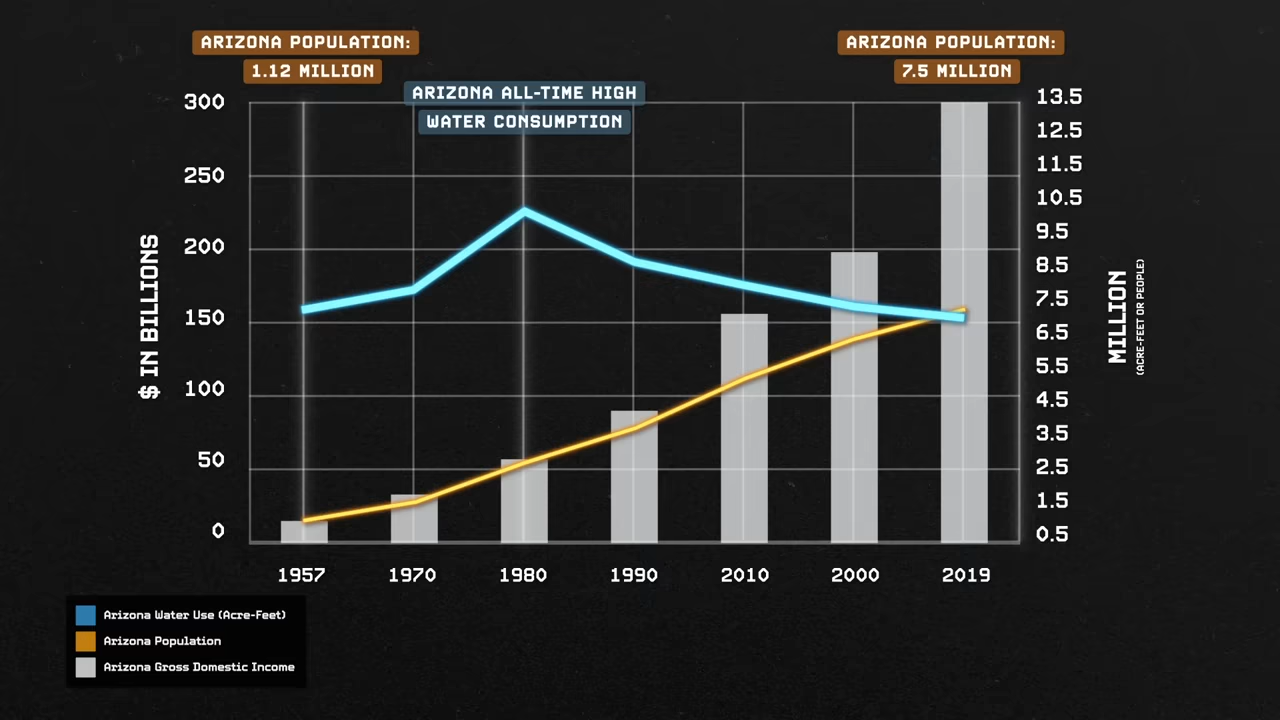 ARIZONA POPULATION:
1.12 MILLION
ARIZONA POPULATION:
7.5 MILLION
ARIZONA ALL-TIME HIGH
WATER CONSUMPTION
$ IN BILLIONS
300
250
200
150
100
50
0
13.5
12.5
11.5
10.5
9.5
8.5
7.5
6.5
5.5
4.5
3.5
2.5
1.5
0.5
MILLION
(ACRE-FEET OR PEOPLE)
1957 1970 1980 1990 2010 2000 2019
Arizona Water Use (Acre-Feet)
Arizona Population
Arizona Gross Domestic Income